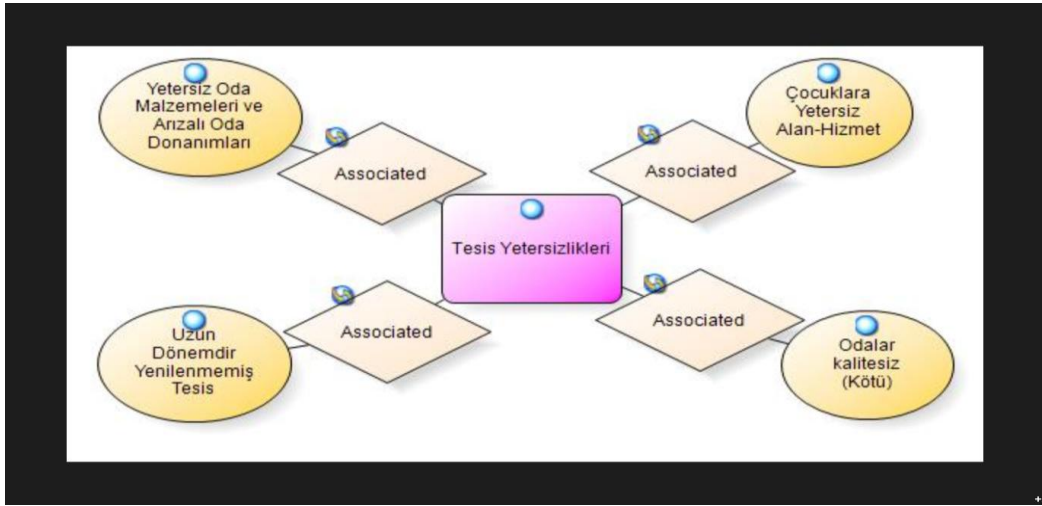 Yetersiz Oda
Malzemeleri ve
Arızalı Oda
Donanımları
Associated
Çocuklara
Yetersiz
Alan-Hizmet
Associated
Tesis Yetersizlikleri
Uzun
Dönemdir
Yenilenmemiş
Tesis
Associated
Associated
Odalar
kalitesiz
(Kötü)